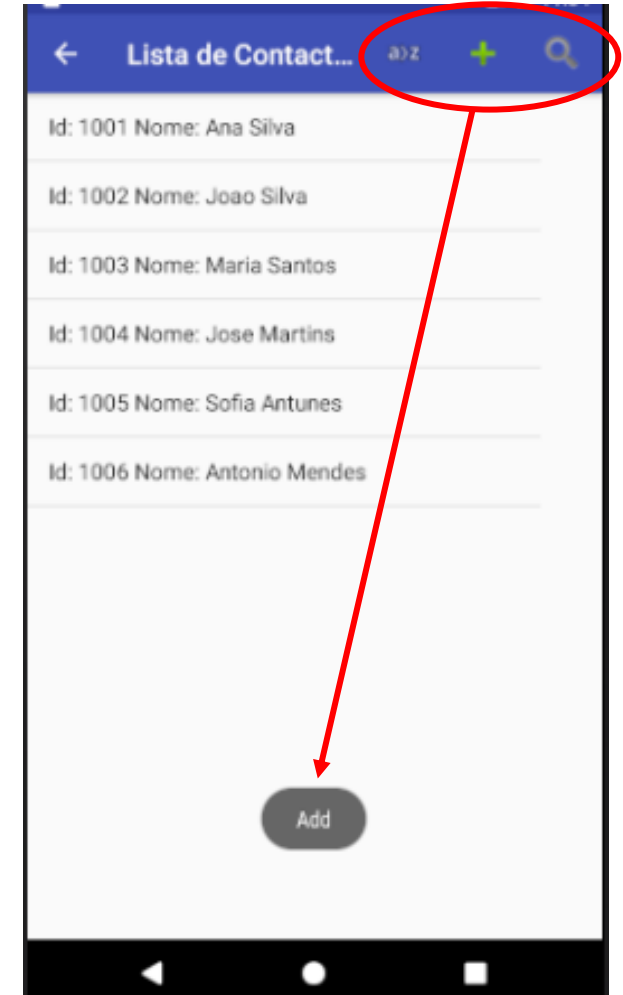 Lista de Contact... a>z
Id: 1001 Nome: Ana Silva
Id: 1002 Nome: Joao Silva
Id: 1003 Nome: Maria Santos
Id: 1004 Nome: Jose Martins
Id: 1005 Nome: Sofia Antunes
Id: 1006 Nome: Antonio Mendes
Add